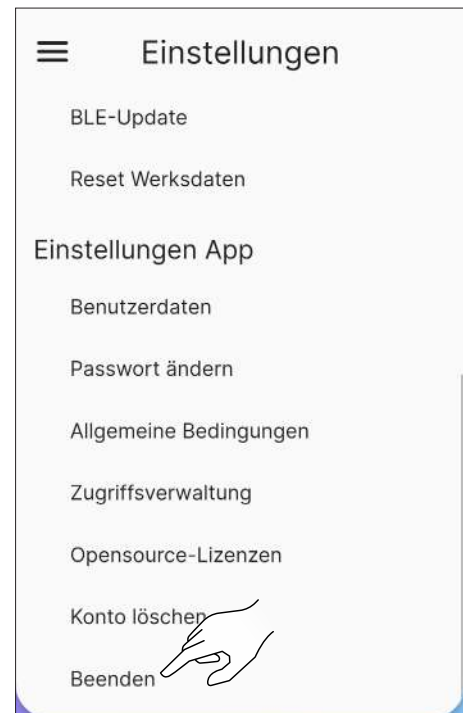 Einstellungen
BLE-Update
Reset Werksdaten
Einstellungen App
Benutzerdaten
Passwort ändern
Allgemeine Bedingungen
Zugriffsverwaltung
Opensource-Lizenzen
Konto löschen
Beenden